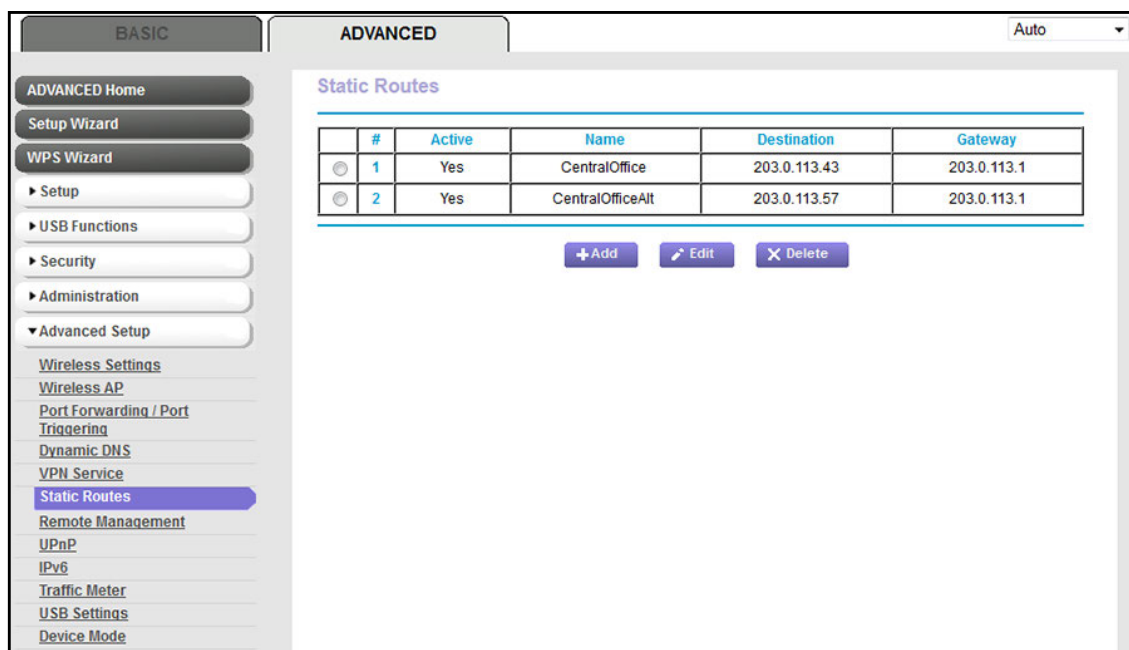 BASIC
ADVANCED
Auto
ADVANCED Home
Setup Wizard
WPS Wizard
Setup
USB Functions
Security
Administration
Advanced Setup
Wireless Settings
Wireless AP
Port Forwarding / Port
Triggering
Dynamic DNS
VPN Service
Static Routes
Remote Management
UPnP
IPv6
Traffic Meter
USB Settings
Device Mode
Static Routes
# Active Name Destination Gateway
1 Yes CentralOffice 203.0.113.43 203.0.113.1
2 Yes CentralOfficeAlt 203.0.113.57 203.0.113.1
Add Edit Delete